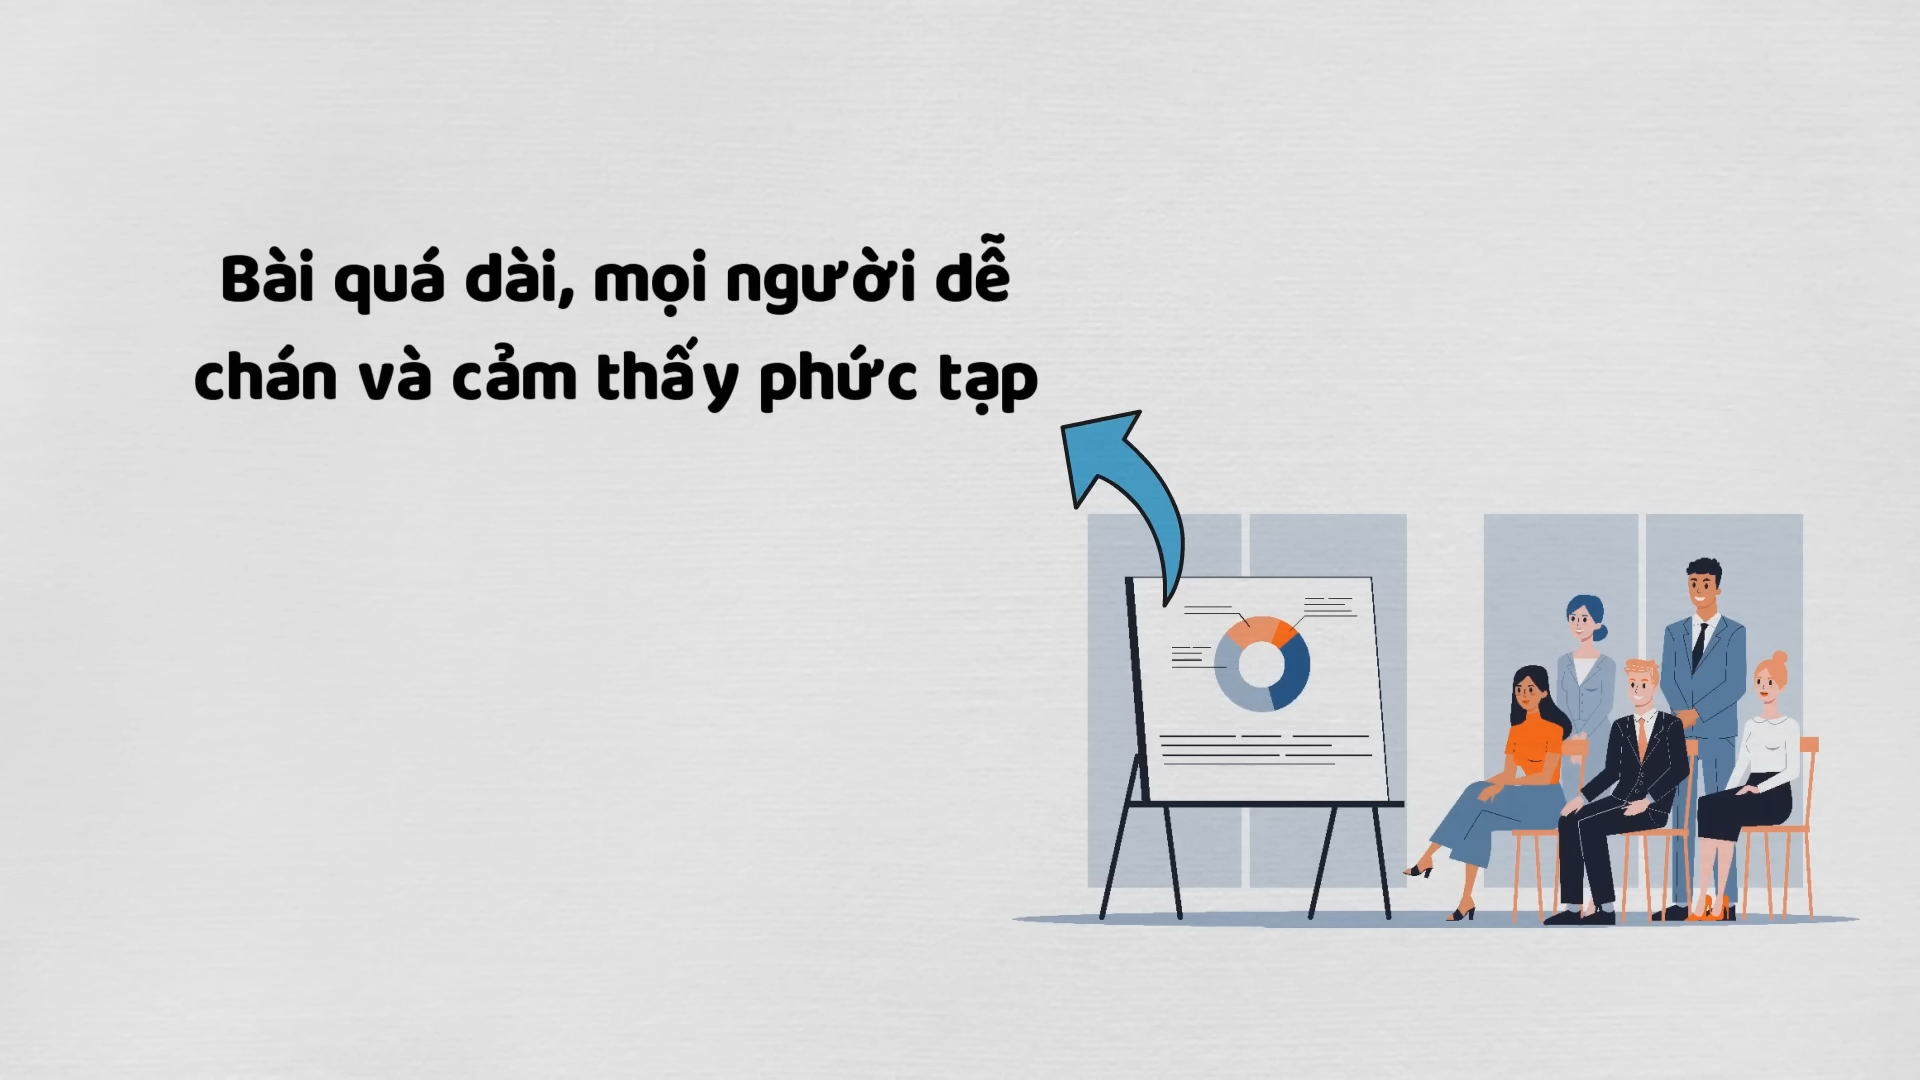 Bài quá dài, mọi người dễ
chán và cảm thấy phức tạp